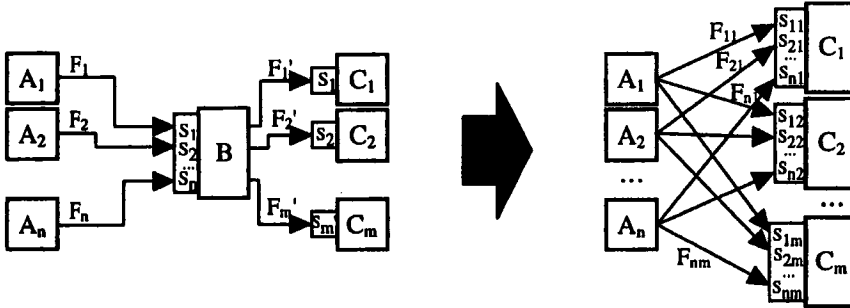 A1 F1 S1 B F1' S1 C1
A2 F2 S2 F2' S2 C2
...
An Fn Sn Fm' Sm Cm
A1 F11 S11 C1
F21 S21
...
Sn1
A2 Fn1 S12 C2
S22
...
Sn2
...
...
An Fnm S1m Cm
S2m
...
Snm